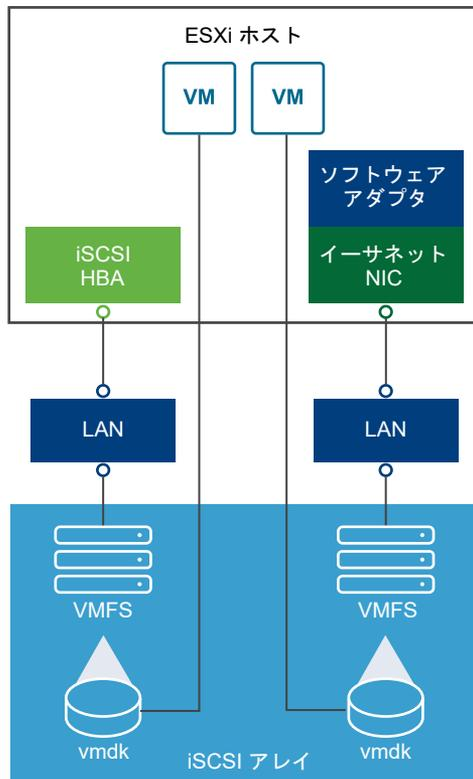 ESXi ホスト
VM
VM
ソフトウェア
アダプタ
iSCSI
HBA
イーサネット
NIC
LAN
LAN
VMFS
VMFS
vmdk
vmdk
iSCSI アレイ